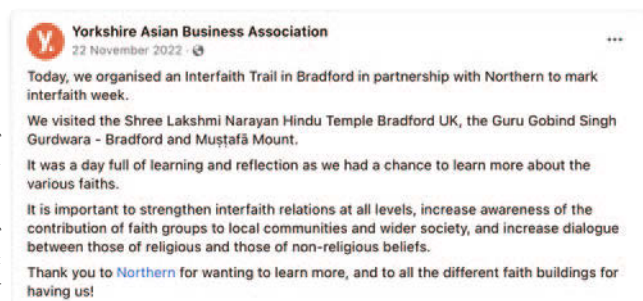 Y.
Yorkshire Asian Business Association
22 November 2022 ·
Today, we organised an Interfaith Trail in Bradford in partnership with Northern to mark
interfaith week.
We visited the Shree Lakshmi Narayan Hindu Temple Bradford UK, the Guru Gobind Singh
Gurdwara - Bradford and Muṣṭafā Mount.
It was a day full of learning and reflection as we had a chance to learn more about the
various faiths.
It is important to strengthen interfaith relations at all levels, increase awareness of the
contribution of faith groups to local communities and wider society, and increase dialogue
between those of religious and those of non-religious beliefs.
Thank you to Northern for wanting to learn more, and to all the different faith buildings for
having us!